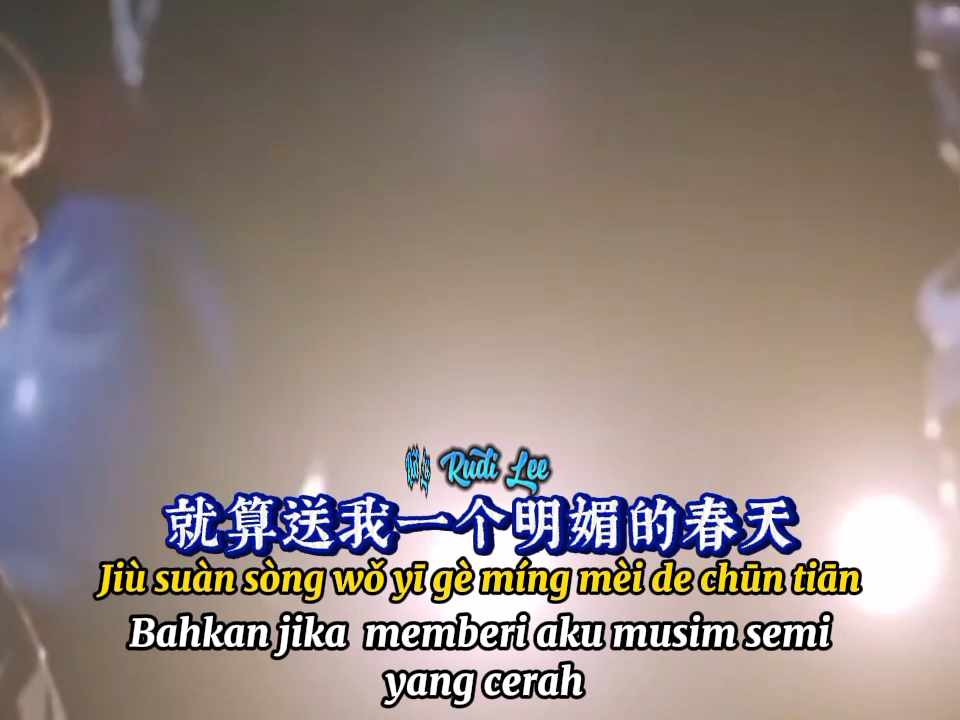 Rudi Lee
就算送我一个明媚的春天
Jiù suàn sòng wǒ yī gè míng mèi de chūn tiān
Bahkan jika memberi aku musim semi
yang cerah